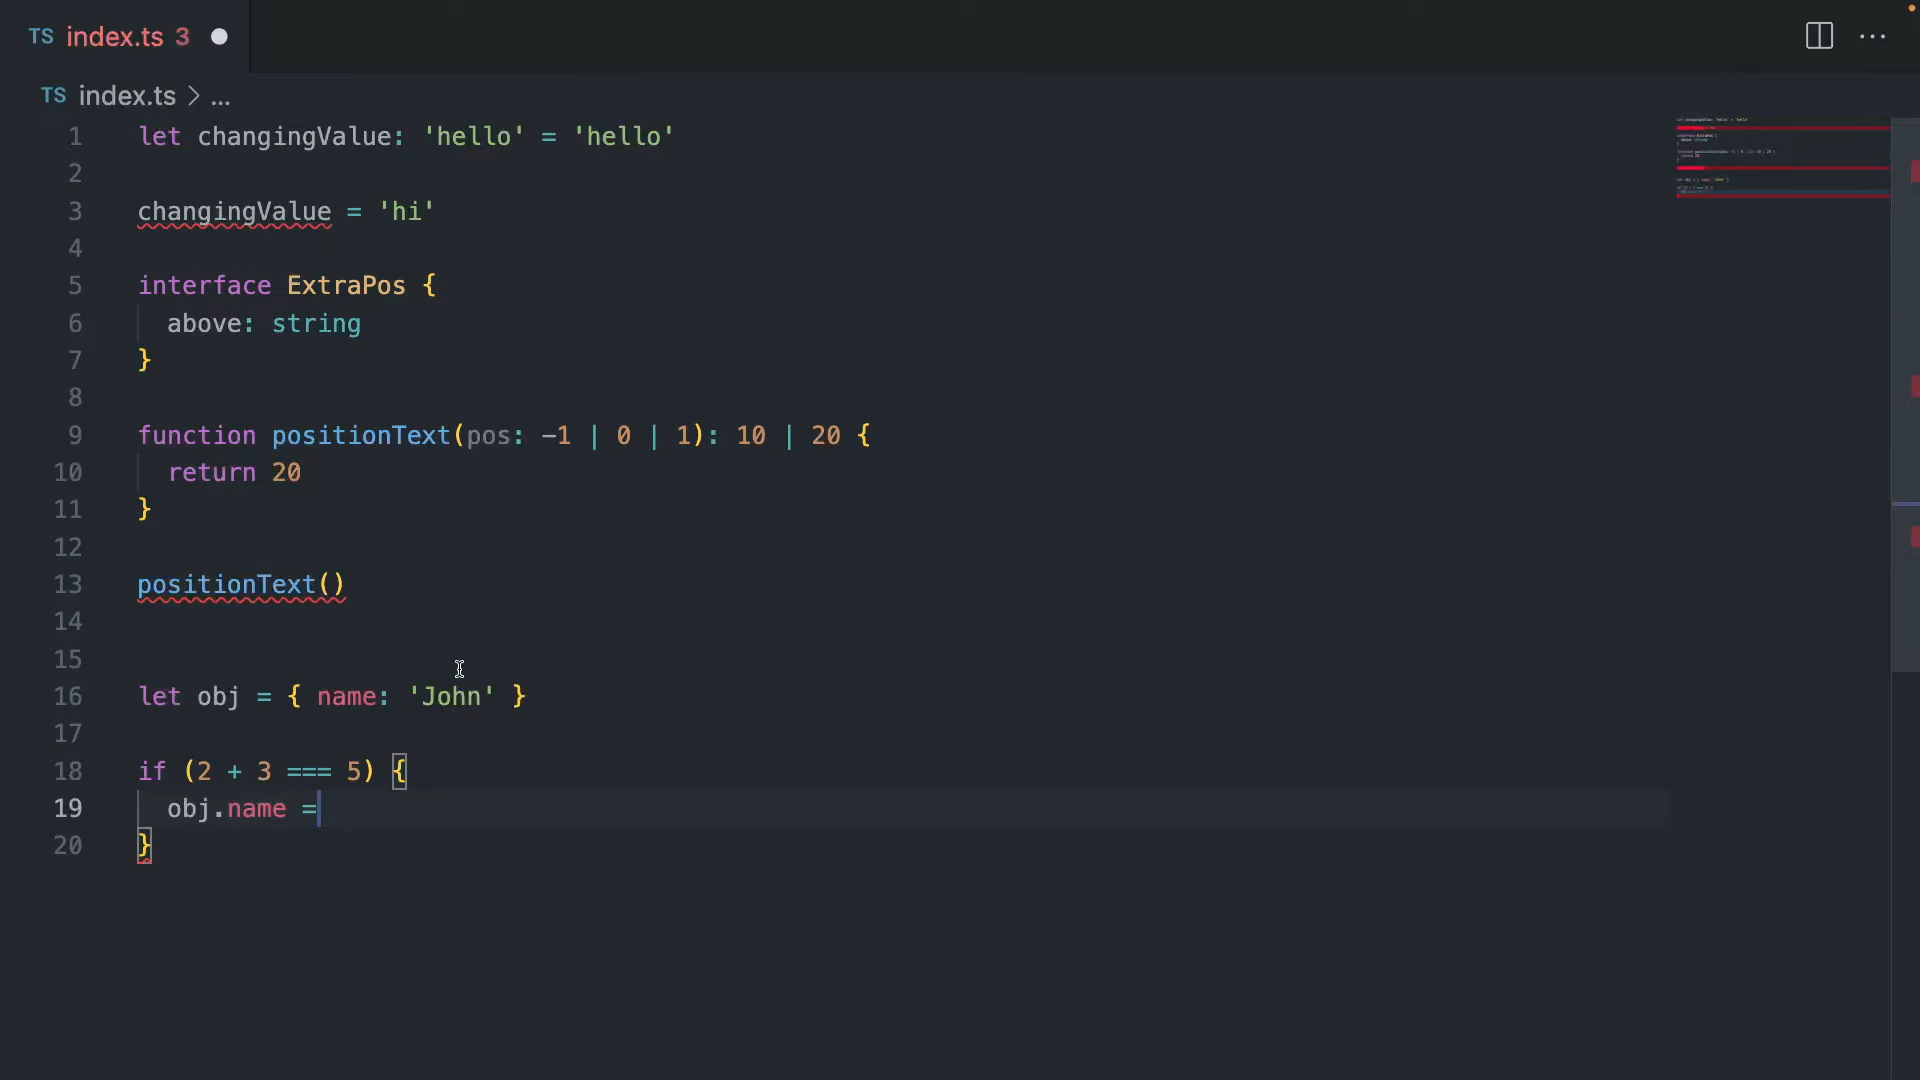 TS index.ts 3
TS index.ts > ...
1 let changingValue: 'hello' = 'hello'
2
3 changingValue = 'hi'
4
5 interface ExtraPos {
6 above: string
7 }
8
9 function positionText(pos: -1 | 0 | 1): 10 | 20 {
10 return 20
11 }
12
13 positionText()
14
15
16 let obj = { name: 'John' }
17
18 if (2 + 3 === 5) {
19 obj.name =
20 }